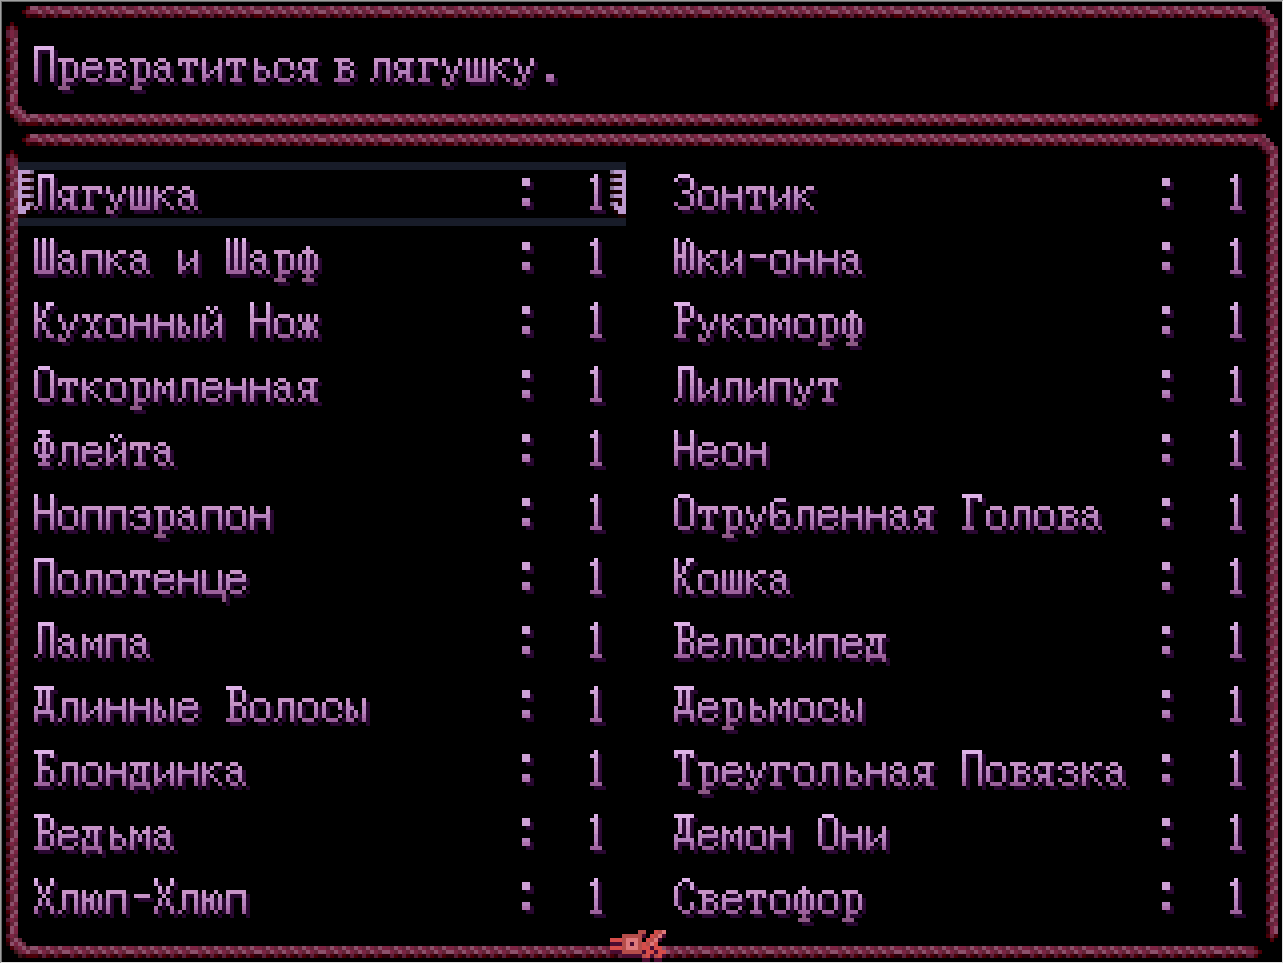 Превратиться в лягушку.
Лягушка : 1 Зонтик : 1
Шапка и Шарф : 1 Юки-онна : 1
Кухонный Нож : 1 Рукоморф : 1
Откормленная : 1 Лилипут : 1
Флейта : 1 Неон : 1
Ноппэрапон : 1 Отрубленная Голова : 1
Полотенце : 1 Кошка : 1
Лампа : 1 Велосипед : 1
Длинные Волосы : 1 Дерьмосы : 1
Блондинка : 1 Треугольная Повязка : 1
Ведьма : 1 Демон Они : 1
Хлюп-Хлюп : 1 Светофор : 1